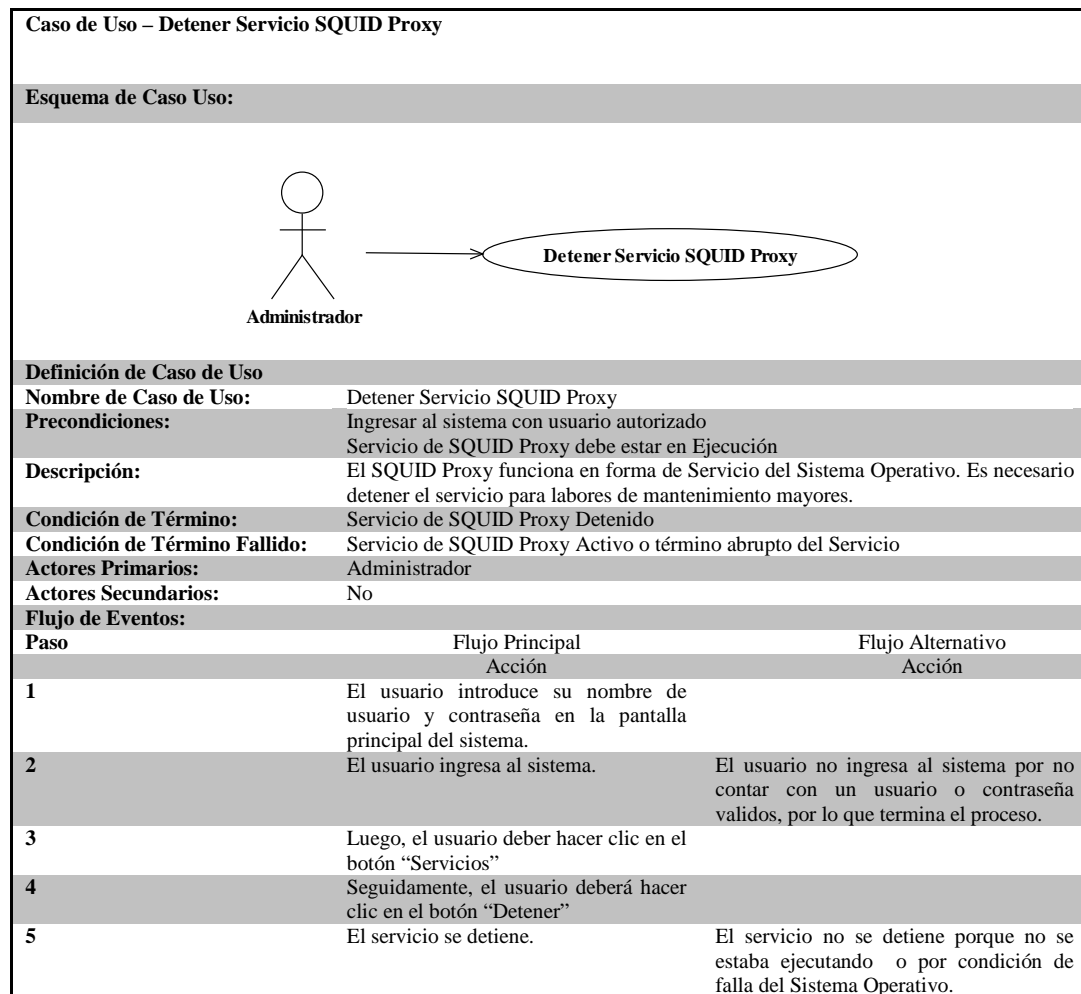 Caso de Uso – Detener Servicio SQUID Proxy
Esquema de Caso Uso:
Detener Servicio SQUID Proxy
Administrador
Definición de Caso de Uso
Nombre de Caso de Uso: Detener Servicio SQUID Proxy
Precondiciones: Ingresar al sistema con usuario autorizado
Servicio de SQUID Proxy debe estar en Ejecución
Descripción: El SQUID Proxy funciona en forma de Servicio del Sistema Operativo. Es necesario
detener el servicio para labores de mantenimiento mayores.
Condición de Término: Servicio de SQUID Proxy Detenido
Condición de Término Fallido: Servicio de SQUID Proxy Activo o término abrupto del Servicio
Actores Primarios: Administrador
Actores Secundarios: No
Flujo de Eventos:
Paso Flujo Principal Flujo Alternativo
Acción Acción
1 El usuario introduce su nombre de
usuario y contraseña en la pantalla
principal del sistema.
2 El usuario ingresa al sistema. El usuario no ingresa al sistema por no
contar con un usuario o contraseña
validos, por lo que termina el proceso.
3 Luego, el usuario deber hacer clic en el
botón “Servicios”
4 Seguidamente, el usuario deberá hacer
clic en el botón “Detener”
5 El servicio se detiene. El servicio no se detiene porque no se
estaba ejecutando o por condición de
falla del Sistema Operativo.